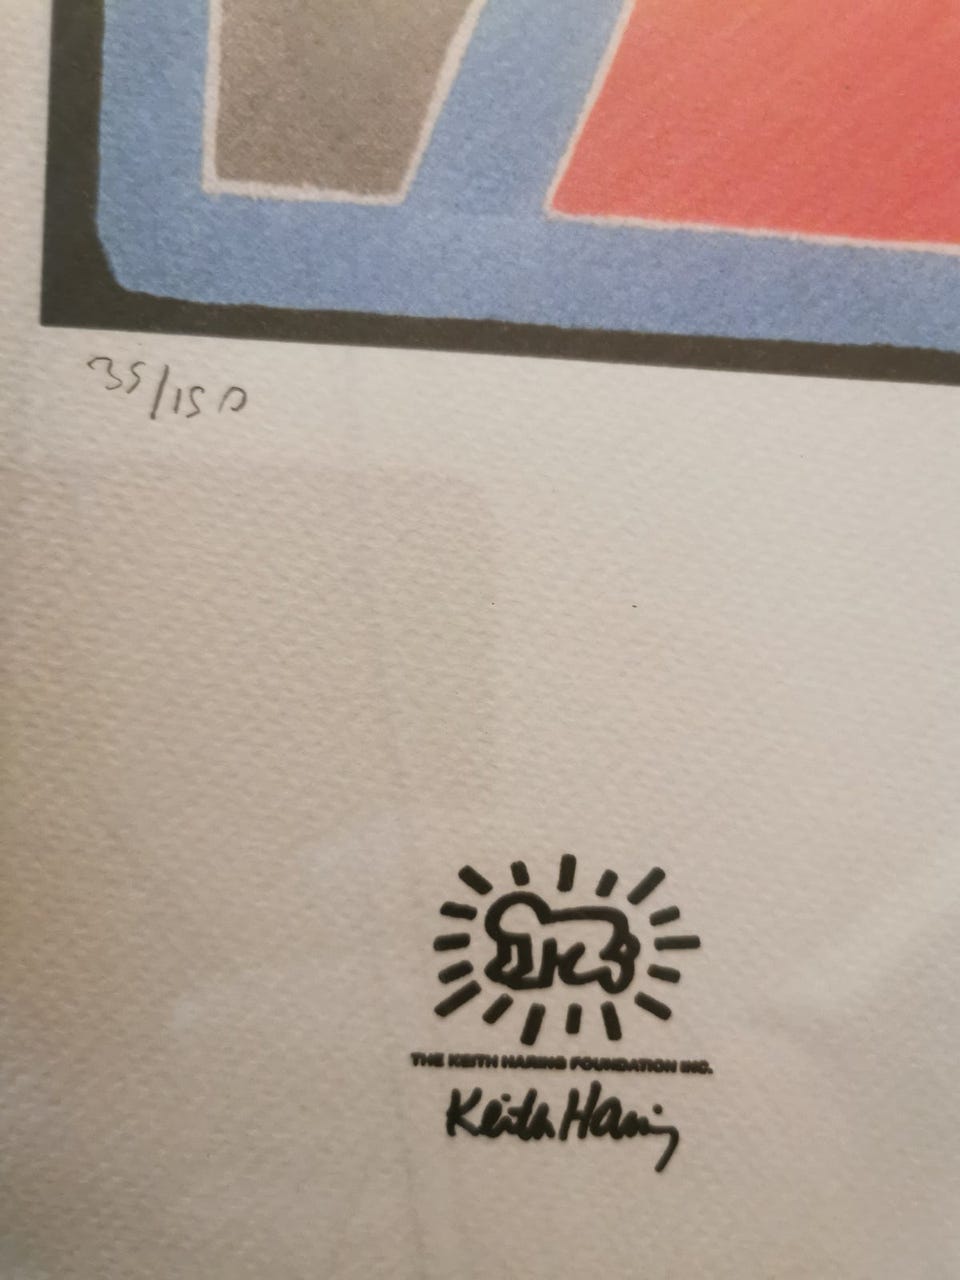 35/150
THE KEITH HARING FOUNDATION INC.
Keith Haring